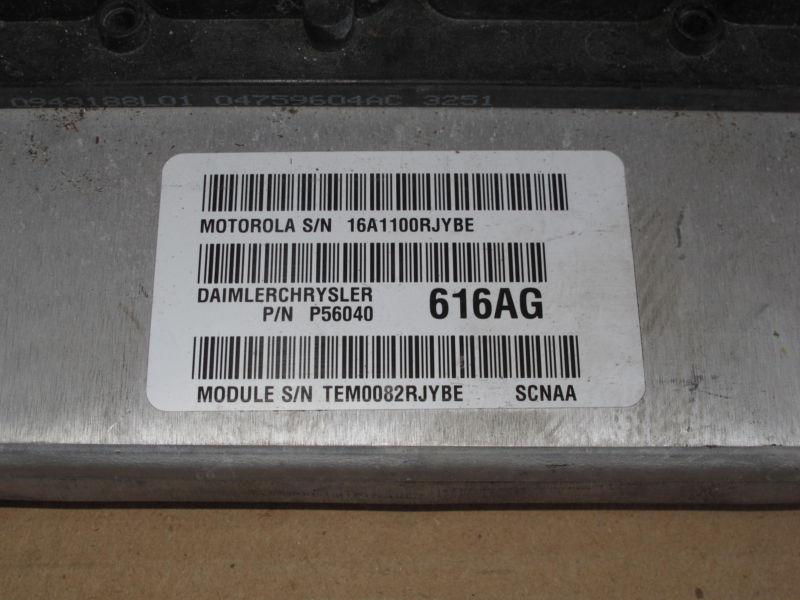 0943188L01 04759604AC 3251
MOTOROLA S/N 16A1100RJYBE
DAIMLERCHRYSLER
P/N P56040 616AG
MODULE S/N TEM0082RJYBE SCNAA